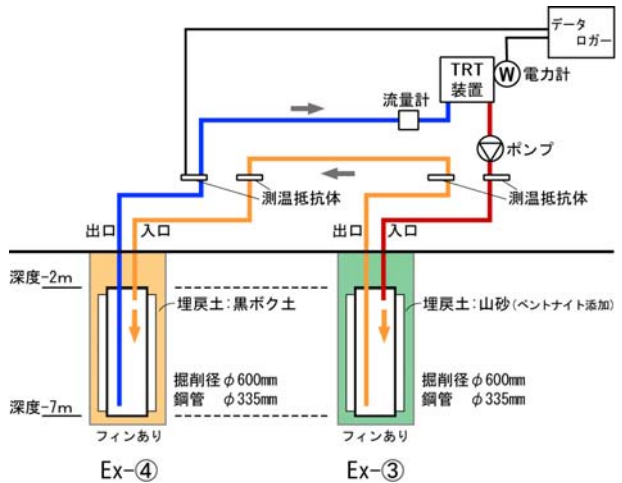 データ
ロガー
TRT
装置
W
電力計
流量計
ポンプ
測温抵抗体
測温抵抗体
出口
入口
出口
入口
深度-2m
埋戻土:黒ボク土
埋戻土:山砂(ベントナイト添加)
掘削径φ600mm
鋼管 φ335mm
掘削径φ600mm
鋼管 φ335mm
深度-7m
フィンあり
フィンあり
Ex-④
Ex-③